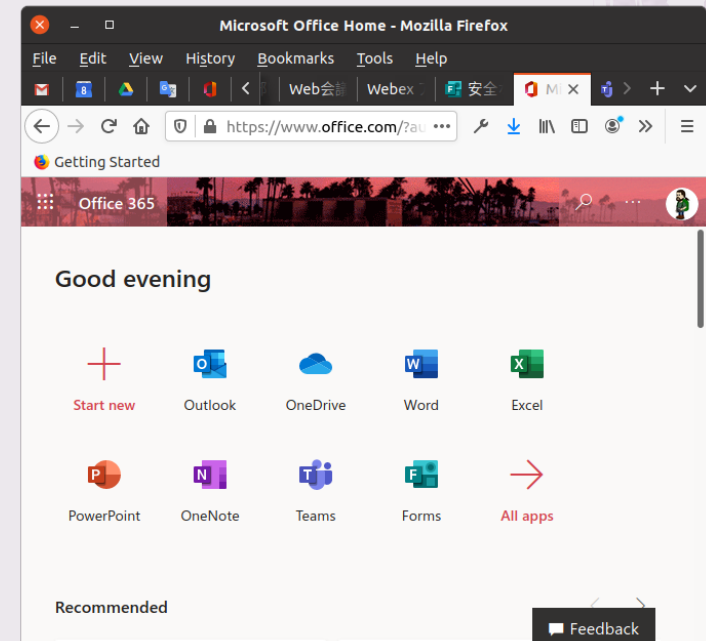 Microsoft Office Home - Mozilla Firefox
File Edit View History Bookmarks Tools Help
Web会 Webex 安全 Mi
https://www.office.com/?au
Getting Started
Office 365
Good evening
Start new Outlook OneDrive Word Excel
PowerPoint OneNote Teams Forms All apps
Recommended
Feedback